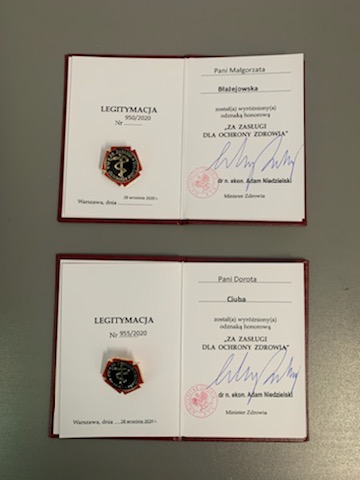 LEGITYMACJA
950/2020
Nr ..........
Warszawa, dnia 28 września 2020 r.
Pani Małgorzata
Błażejowska
został(a) wyróżniony(a)
odznaką honorową
„ZA ZASŁUGI
DLA OCHRONY ZDROWIA”
dr n. ekon. Adam Niedzielski
Minister Zdrowia
LEGITYMACJA
Nr 955/2020
Warszawa, dnia ....28 września 2020 r.
Pani Dorota
Ciuba
został(a) wyróżniony(a)
odznaką honorową
„ZA ZASŁUGI
DLA OCHRONY ZDROWIA”
dr n. ekon. Adam Niedzielski
Minister Zdrowia